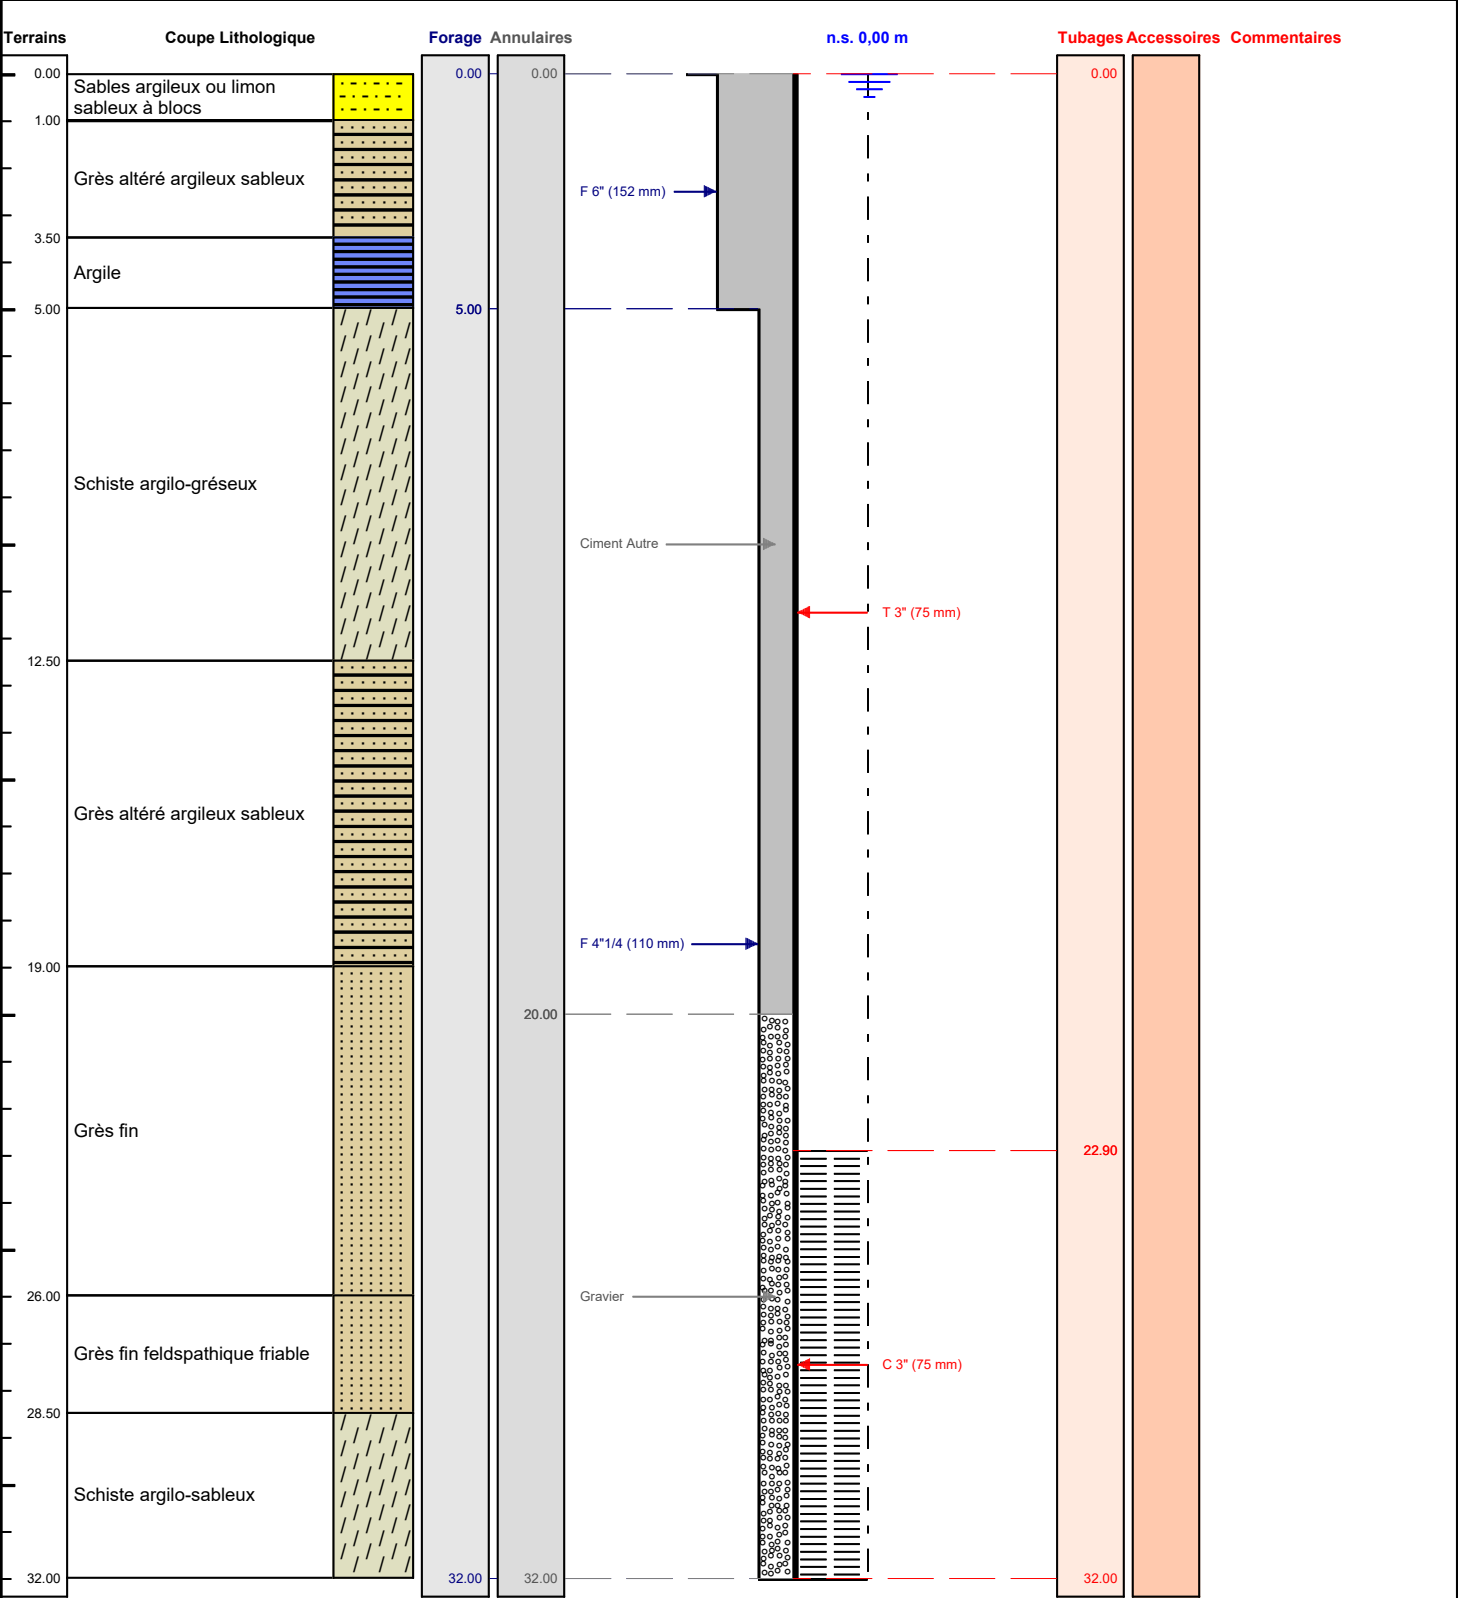 Terrains Coupe Lithologique Forage Annulaires n.s. 0,00 m Tubages Accessoires Commentaires
0.00 0.00 0.00 0.00
Sables argileux ou limon
sableux à blocs
1.00
Grès altéré argileux sableux
F 6" (152 mm)
3.50
Argile
5.00 5.00
Schiste argilo-gréseux
Ciment Autre
T 3" (75 mm)
12.50
Grès altéré argileux sableux
F 4"1/4 (110 mm)
19.00
20.00
Grès fin
22.90
26.00
Gravier
Grès fin feldspathique friable
C 3" (75 mm)
28.50
Schiste argilo-sableux
32.00 32.00 32.00 32.00